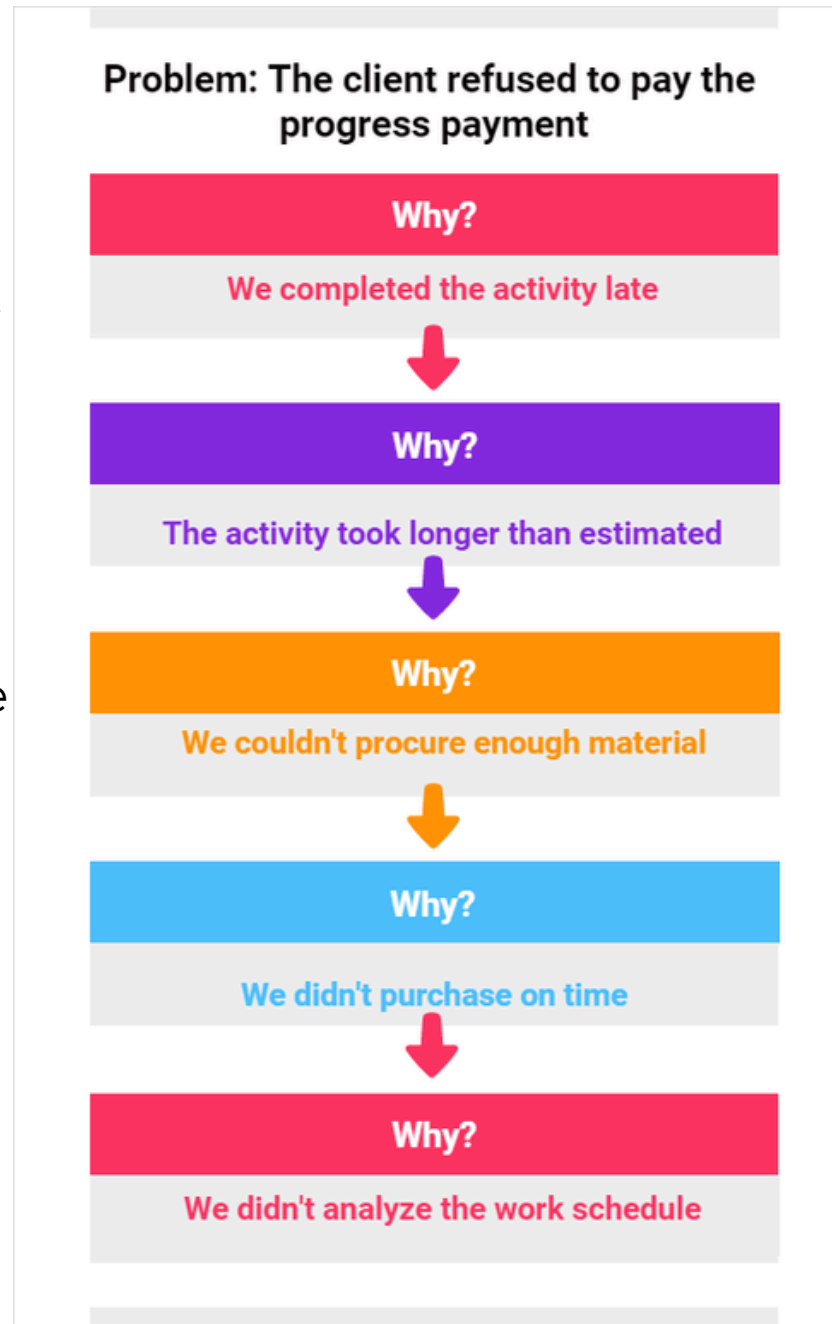 Problem: The client refused to pay the
progress payment
Why?
We completed the activity late
Why?
The activity took longer than estimated
e
Why?
We couldn't procure enough material
Why?
We didn't purchase on time
Why?
We didn't analyze the work schedule